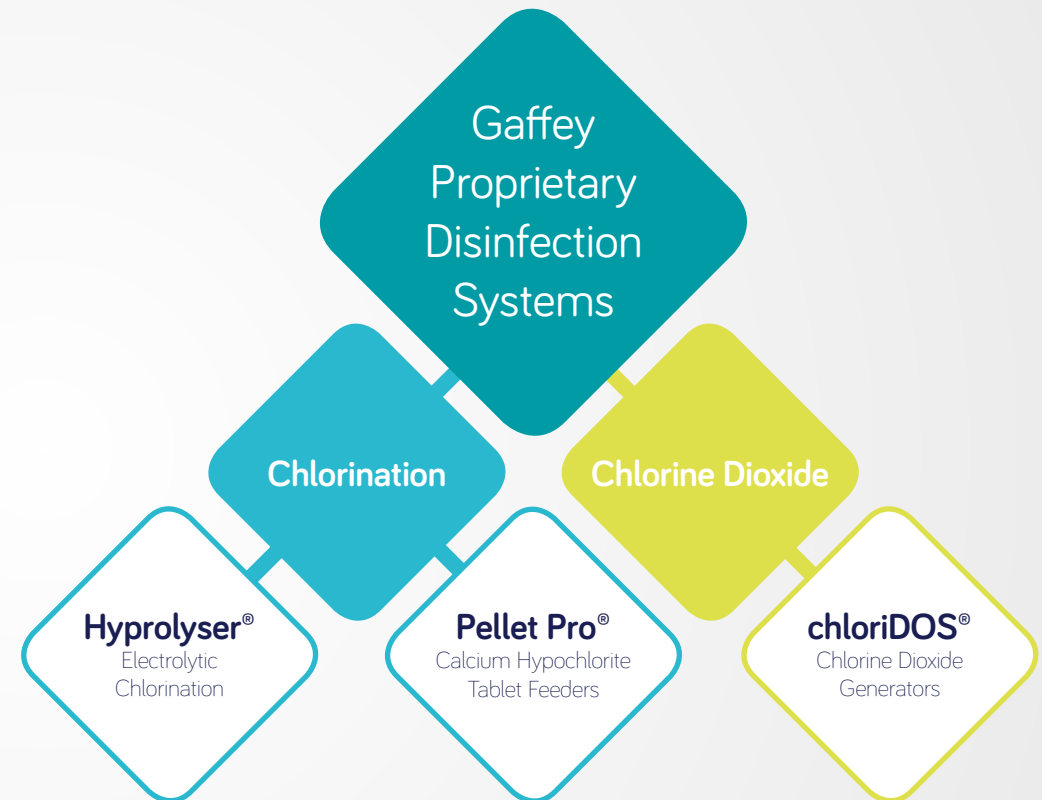 Gaffey
Proprietary
Disinfection
Systems
Chlorination
Chlorine Dioxide
Hyprolyser®
Electrolytic
Chlorination
Pellet Pro®
Calcium Hypochlorite
Tablet Feeders
chloriDOS®
Chlorine Dioxide
Generators